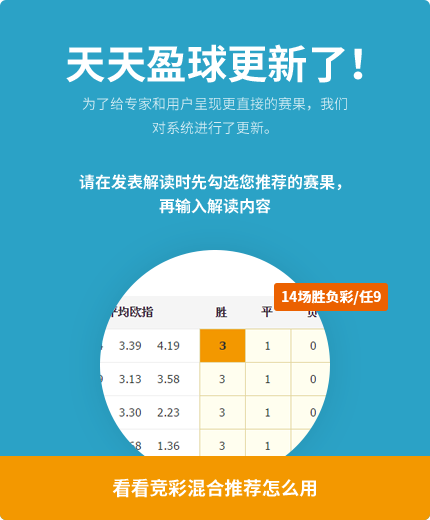 天天盈球更新了！
为了给专家和用户呈现更直接的赛果，我们
对系统进行了更新。
请在发表解读时先勾选您推荐的赛果，
再输入解读内容
14场胜负彩/任9
平均欧指 胜 平 负
3.39 4.19 3 1 0
3.13 3.58 3 1 0
3.30 2.23 3 1 0
1.36 3 1
看看竞彩混合推荐怎么用